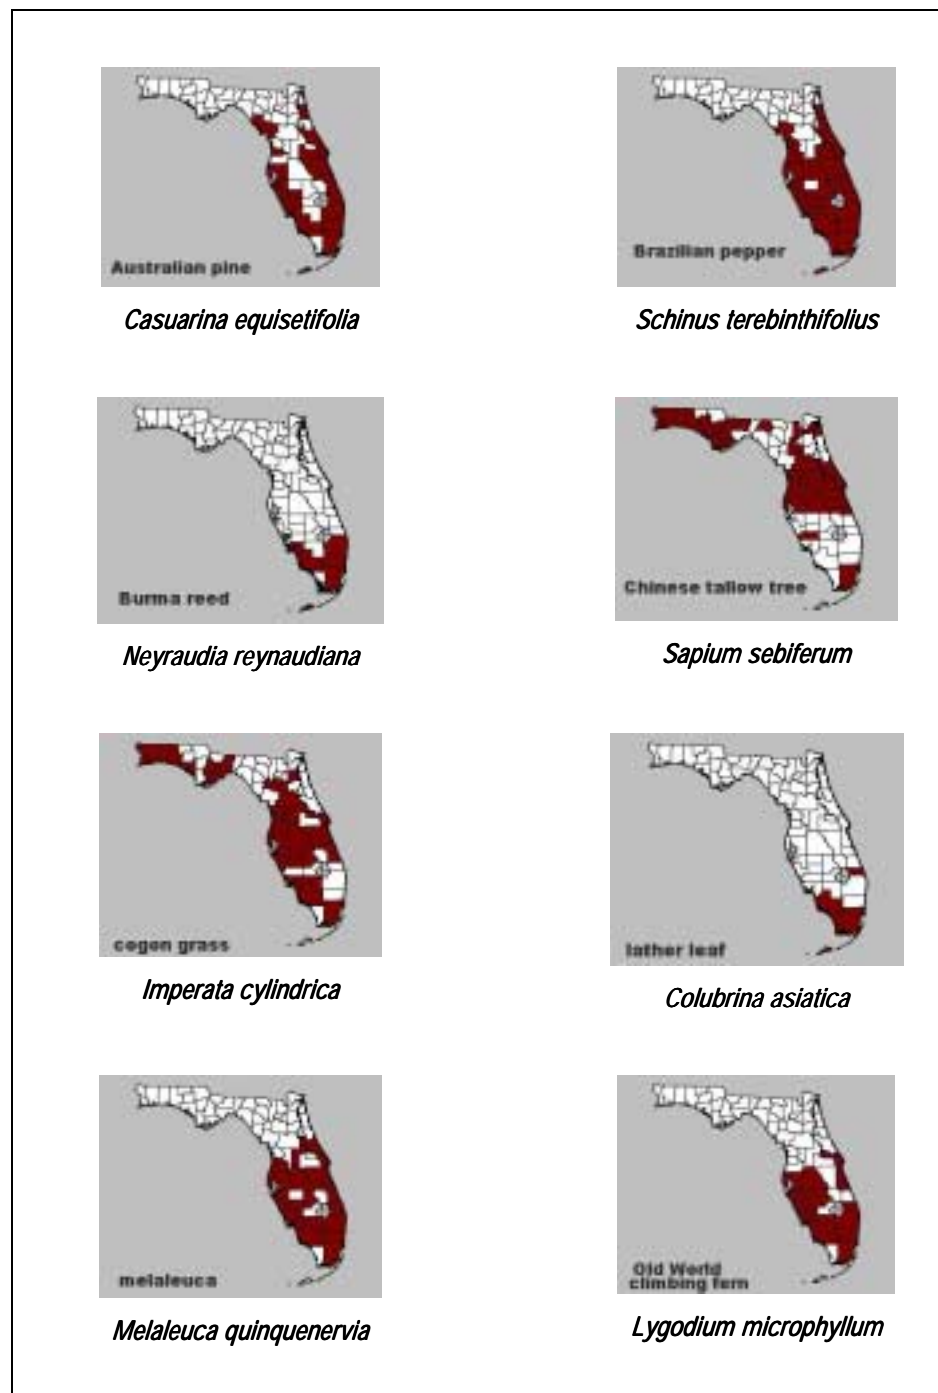 Australian pine
Casuarina equisetifolia
Brazilian pepper
Schinus terebinthifolius
Burma reed
Neyraudia reynaudiana
Chinese tallow tree
Sapium sebiferum
cogon grass
Imperata cylindrica
lather leaf
Colubrina asiatica
melaleuca
Melaleuca quinquenervia
Old World
climbing fern
Lygodium microphyllum